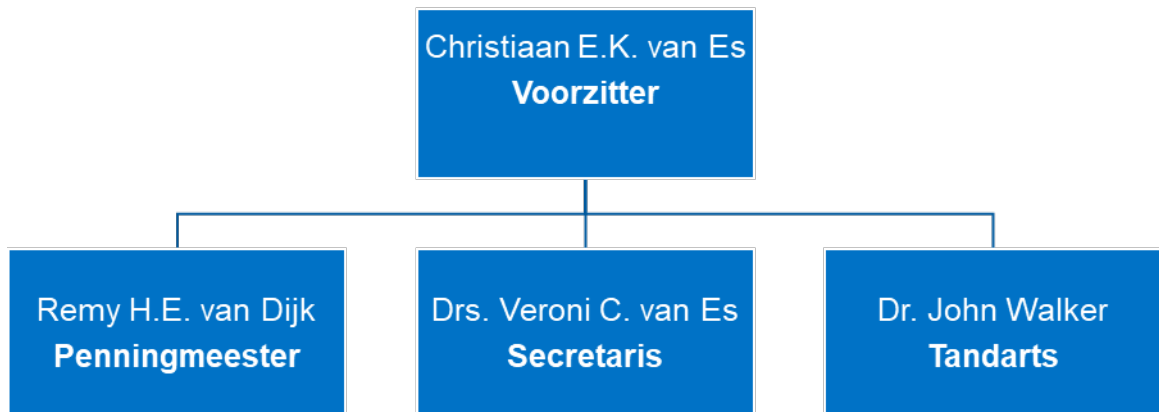 Christiaan E.K. van Es
Voorzitter
Remy H.E. van Dijk
Penningmeester
Drs. Veroni C. van Es
Secretaris
Dr. John Walker
Tandarts